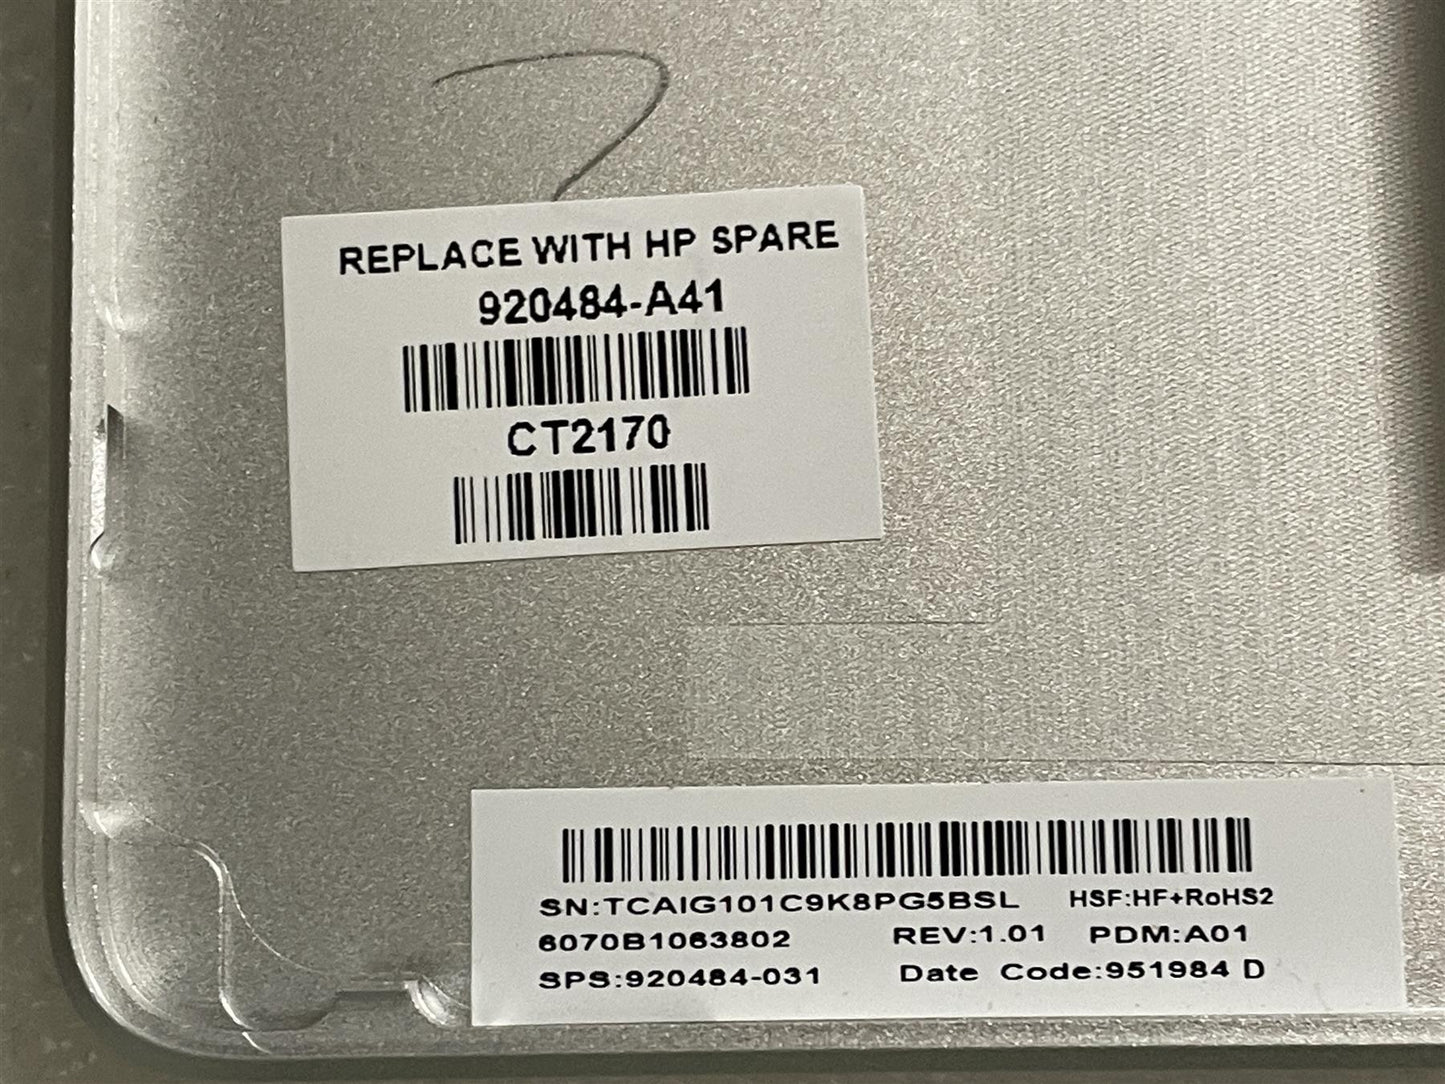 REPLACE WITH HP SPARE
920484-A41
CT2170
SN:TCAIG101C9K8PG5BSL HSF:HF+RoHS2
6070B1063802 REV:1.01 PDM:A01
SPS:920484-031 Date Code:951984 D